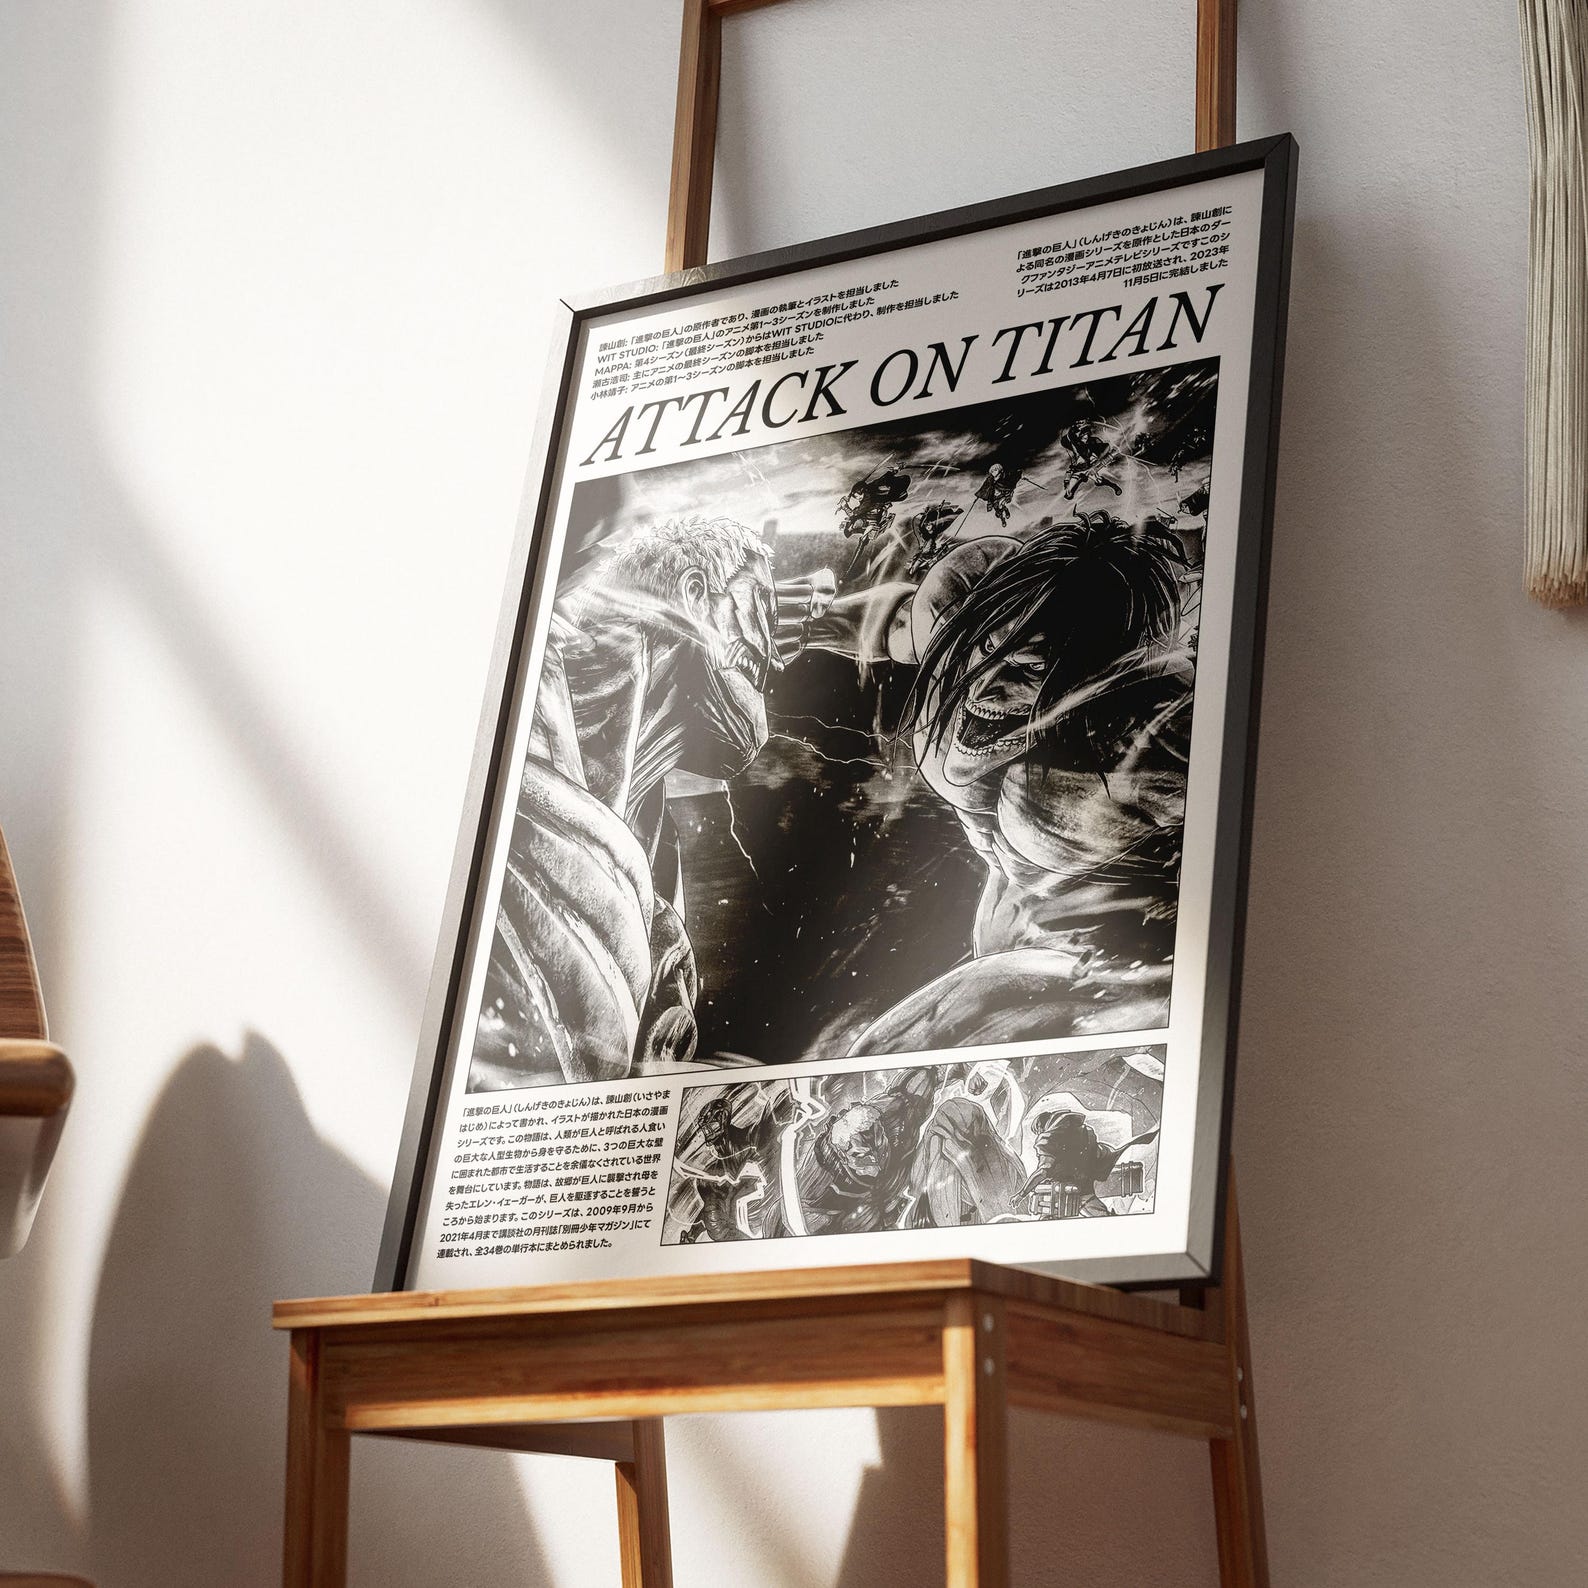 諫山創: 「進撃の巨人」の原作者であり、漫画の執筆とイラストを担当しました
WIT STUDIO: 「進撃の巨人」のアニメ第1〜3シーズンを制作しました
MAPPA: 第4シーズン(最終シーズン)からはWIT STUDIOに代わり、制作を担当しました
瀬古浩司: 主にアニメの最終シーズンの脚本を担当しました
小林靖子: アニメの第1〜3シーズンの脚本を担当しました
「進撃の巨人」(しんげきのきょじん)は、諫山創に
よる同名の漫画シリーズを原作とした日本のダー
クファンタジーアニメテレビシリーズですこのシ
リーズは2013年4月7日に初放送され、2023年
11月5日に完結しました
ATTACK ON TITAN
「進撃の巨人」(しんげきのきょじん)は、諫山創(いさやま
はじめ)によって書かれ、イラストが描かれた日本の漫画
シリーズです。この物語は、人類が巨人と呼ばれる人食い
の巨大な人型生物から身を守るために、3つの巨大な壁
に囲まれた都市で生活することを余儀なくされている世界
を舞台にしています。物語は、故郷が巨人に襲撃され母を
失ったエレン・イェーガーが、巨人を駆逐することを誓うと
ころから始まります。このシリーズは、2009年9月から
2021年4月まで講談社の月刊誌「別冊少年マガジン」にて
連載され、全34巻の単行本にまとめられました。